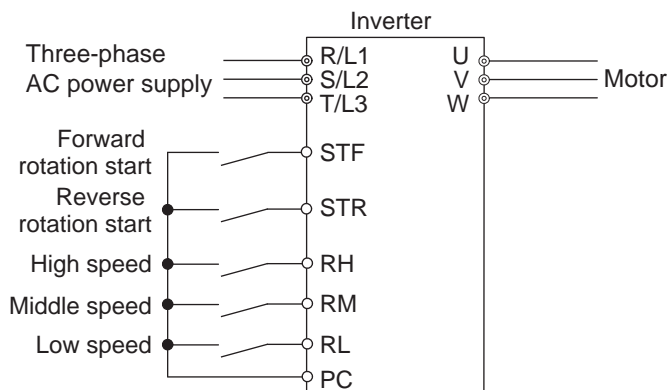 Inverter
Three-phase
AC power supply
R/L1
S/L2
T/L3
U
V
W
Motor
Forward
rotation start
STF
Reverse
rotation start
STR
High speed
RH
Middle speed
RM
Low speed
RL
PC